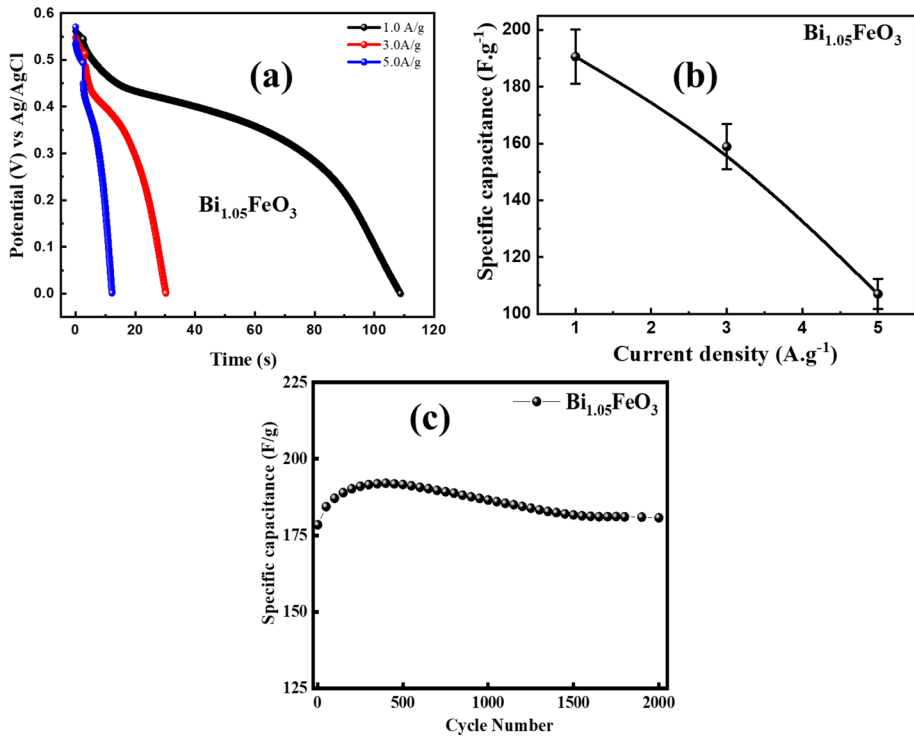 (a)
1.0 A/g
3.0A/g
5.0A/g
Bi1.05FeO3
Potential (V) vs Ag/AgCl
0.6
0.5
0.4
0.3
0.2
0.1
0.0
0 20 40 60 80 100 120
Time (s)
(b)
Bi1.05FeO3
Specific capacitance (F.g-1)
200
180
160
140
120
100
1 2 3 4 5
Current density (A.g-1)
(c)
Bi1.05FeO3
Specific capacitance (F/g)
225
200
175
150
125
0 500 1000 1500 2000
Cycle Number